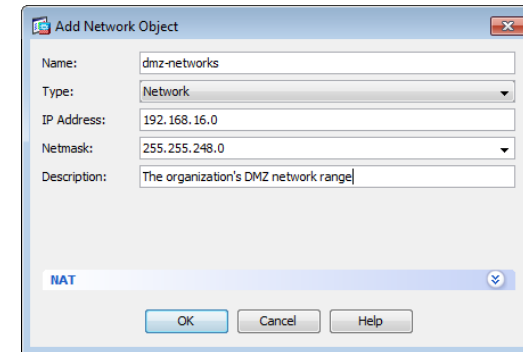 Add Network Object
Name: dmz-networks
Type: Network
IP Address: 192.168.16.0
Netmask: 255.255.248.0
Description: The organization's DMZ network range
NAT
OK Cancel Help